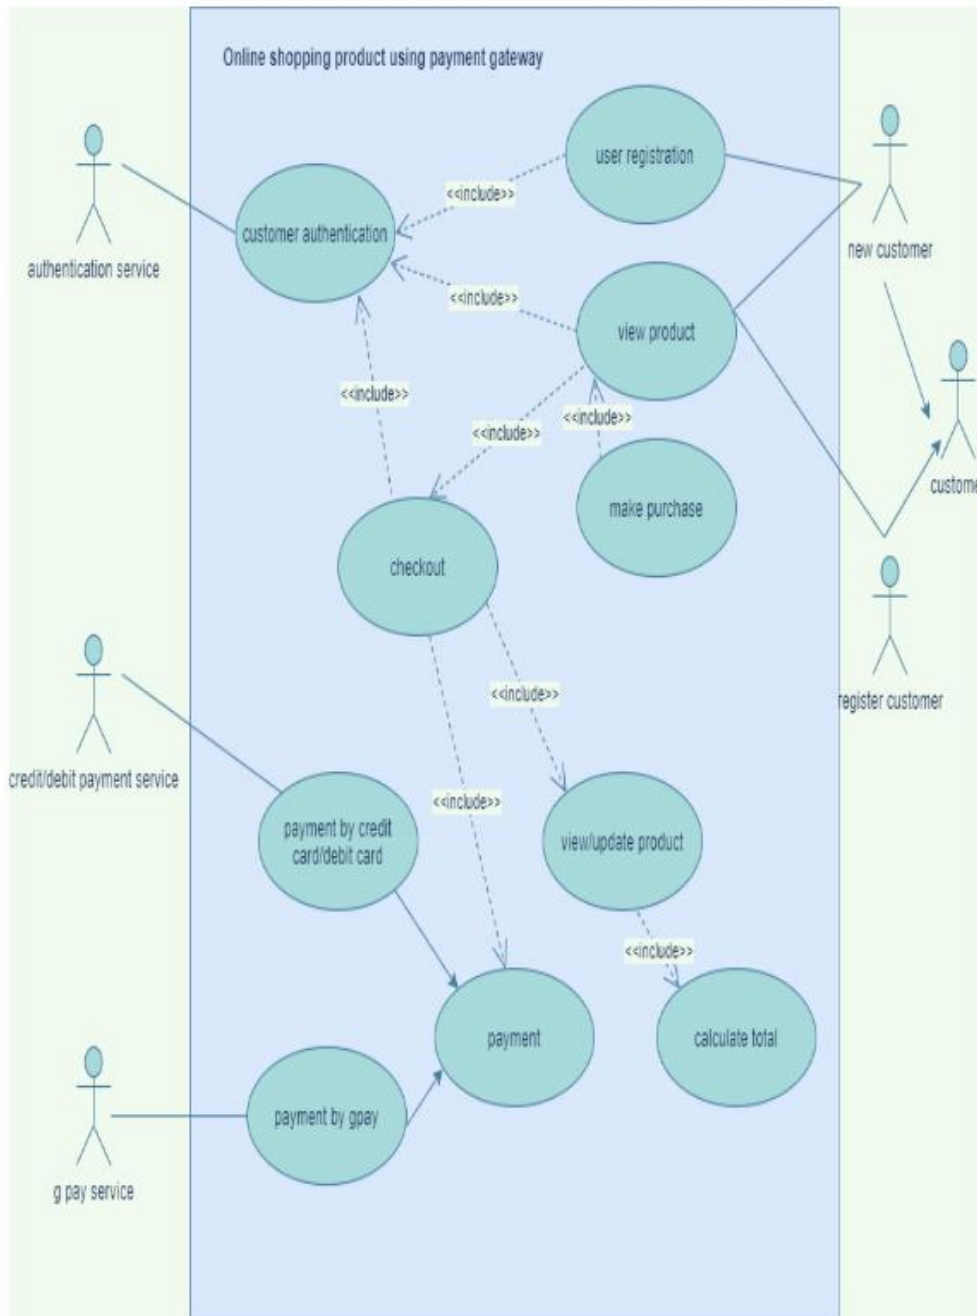 Online shopping product using payment gateway
user registration
<<include>>
customer authentication
authentication service
new customer
<<include>>
view product
<<include>>
<<include>>
<<include>>
custome
make purchase
checkout
register customer
<<include>>
credit/debit payment service
<<include>>
payment by credit
card/debit card
view/update product
<<include>>
payment
calculate total
payment by gpay
g pay service